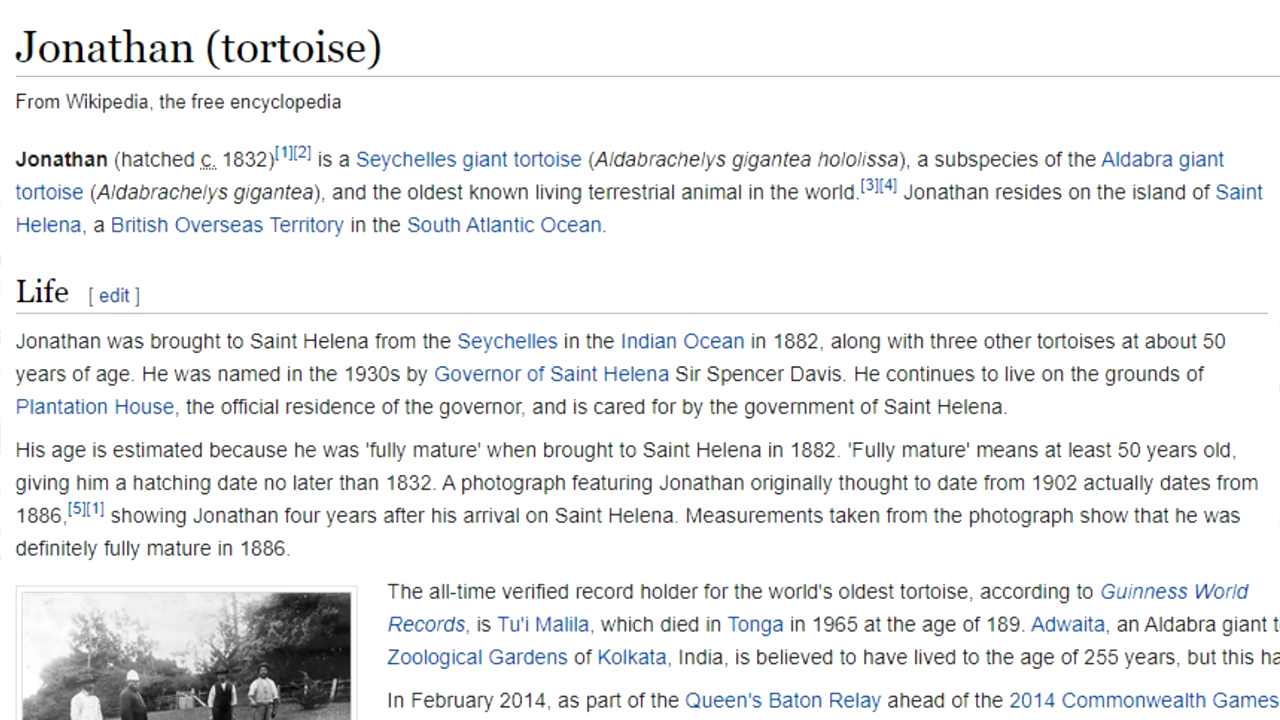 Jonathan (tortoise)
From Wikipedia, the free encyclopedia
Jonathan (hatched c. 1832)[1][2] is a Seychelles giant tortoise (Aldabrachelys gigantea hololissa), a subspecies of the Aldabra giant
tortoise (Aldabrachelys gigantea), and the oldest known living terrestrial animal in the world.[3][4] Jonathan resides on the island of Saint
Helena, a British Overseas Territory in the South Atlantic Ocean.
Life [ edit ]
Jonathan was brought to Saint Helena from the Seychelles in the Indian Ocean in 1882, along with three other tortoises at about 50
years of age. He was named in the 1930s by Governor of Saint Helena Sir Spencer Davis. He continues to live on the grounds of
Plantation House, the official residence of the governor, and is cared for by the government of Saint Helena.
His age is estimated because he was 'fully mature' when brought to Saint Helena in 1882. 'Fully mature' means at least 50 years old,
giving him a hatching date no later than 1832. A photograph featuring Jonathan originally thought to date from 1902 actually dates from
1886,[5][1] showing Jonathan four years after his arrival on Saint Helena. Measurements taken from the photograph show that he was
definitely fully mature in 1886.
The all-time verified record holder for the world's oldest tortoise, according to Guinness World
Records, is Tu'i Malila, which died in Tonga in 1965 at the age of 189. Adwaita, an Aldabra giant
Zoological Gardens of Kolkata, India, is believed to have lived to the age of 255 years, but this
In February 2014, as part of the Queen's Baton Relay ahead of the 2014 Commonwealth Games